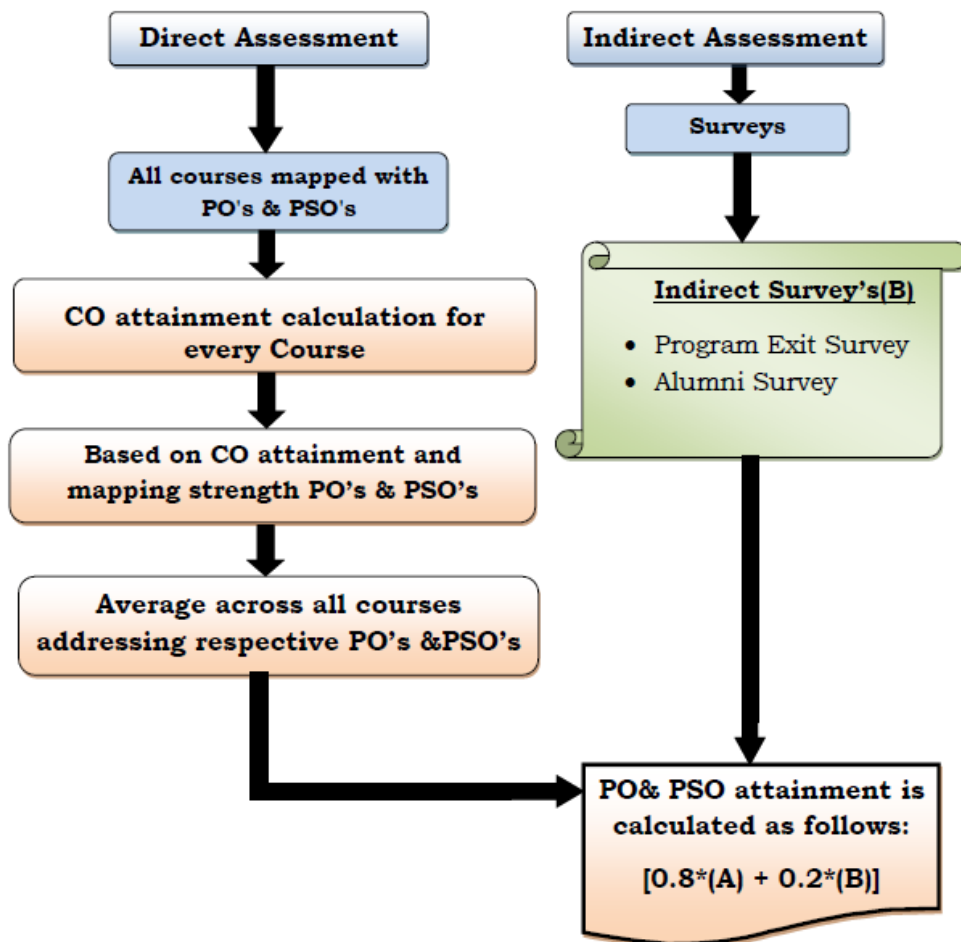 Direct Assessment
All courses mapped with
PO's & PSO's
CO attainment calculation for
every Course
Based on CO attainment and
mapping strength PO's & PSO's
Average across all courses
addressing respective PO's &PSO's
Indirect Assessment
Surveys
Indirect Survey's(B)
• Program Exit Survey
• Alumni Survey
PO& PSO attainment is
calculated as follows:
[0.8*(A) + 0.2*(B)]